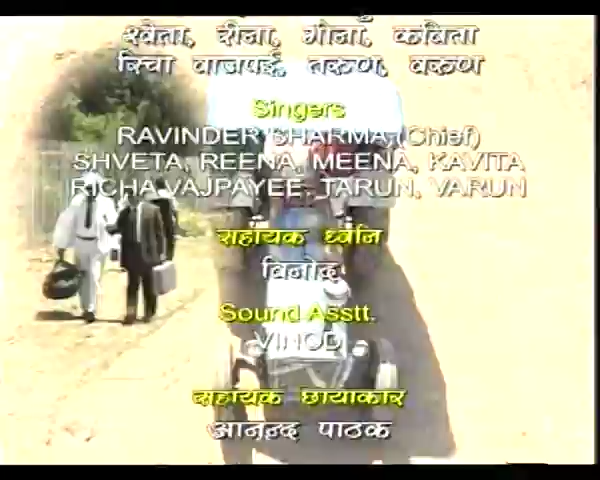 श्वेता, रीजा, मीना, कविता
रिचा वाजपई, तरूण, वरूण
Singers
RAVINDER SHARMA,(Chief)
SHVETA, REENA, MEENA, KAVITA
RICHA VAJPAYEE, TARUN, VARUN
सहायक ध्वनि
विनोद
Sound Asstt.
VINOD
सहायक छायाकार
आनन्द पाठक